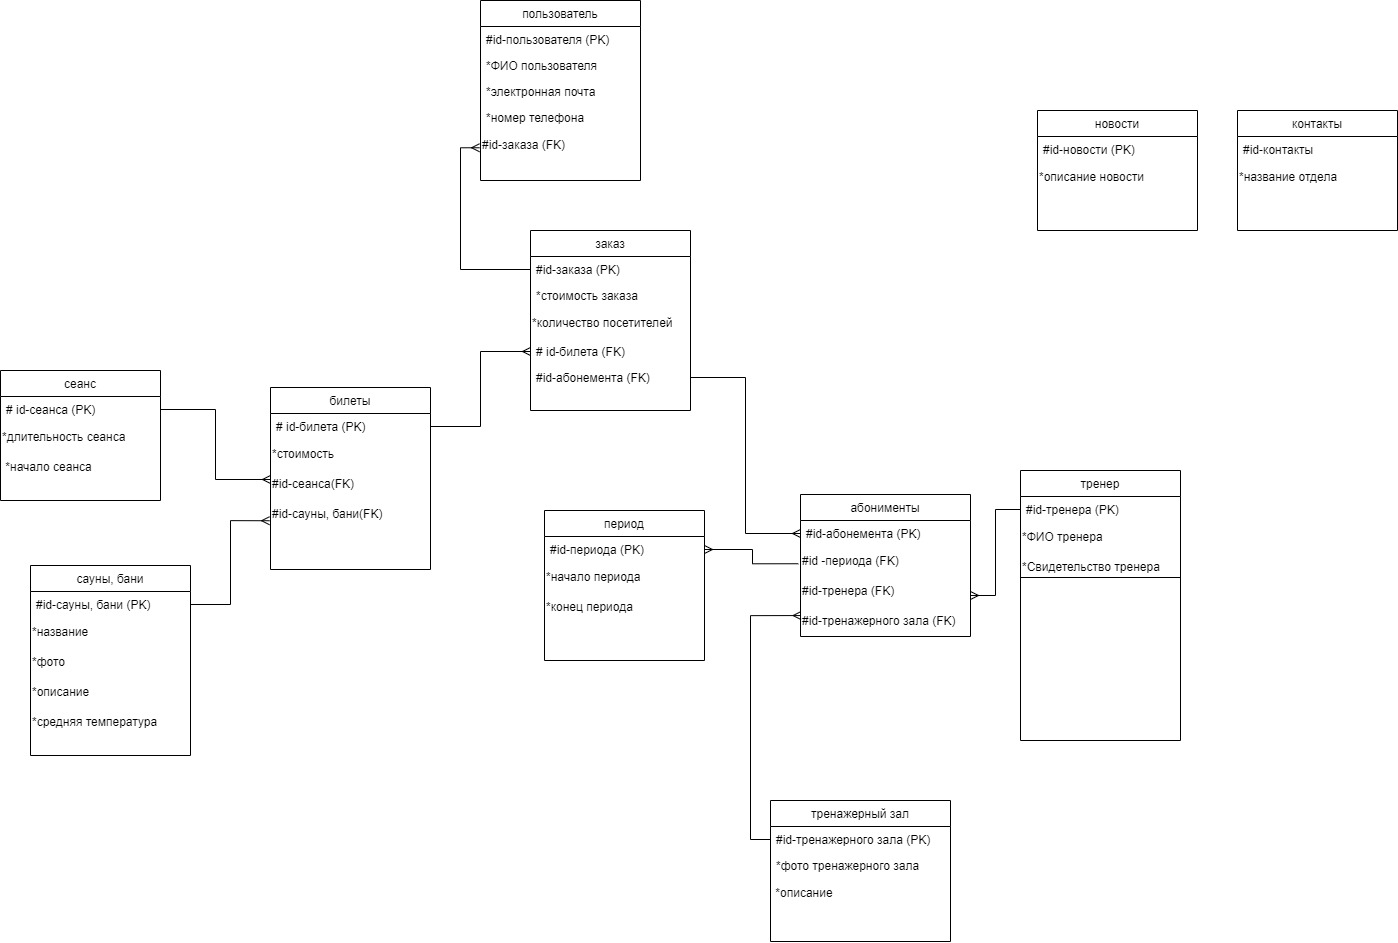 пользователь
#id-пользователя (PK)
*ФИО пользователя
*электронная почта
*номер телефона
#id-заказа (FK)
новости
#id-новости (PK)
*описание новости
контакты
#id-контакты
*название отдела
заказ
#id-заказа (PK)
*стоимость заказа
*количество посетителей
# id-билета (FK)
#id-абонемента (FK)
сеанс
# id-сеанса (PK)
*длительность сеанса
*начало сеанса
билеты
# id-билета (PK)
*стоимость
#id-сеанса(FK)
#id-сауны, бани(FK)
сауны, бани
#id-сауны, бани (PK)
*название
*фото
*описание
*средняя температура
период
#id-периода (PK)
*начало периода
*конец периода
абонименты
#id-абонемента (PK)
#id -периода (FK)
#id-тренера (FK)
#id-тренажерного зала (FK)
тренер
#id-тренера (PK)
*ФИО тренера
*Свидетельство тренера
тренажерный зал
#id-тренажерного зала (PK)
*фото тренажерного зала
*описание